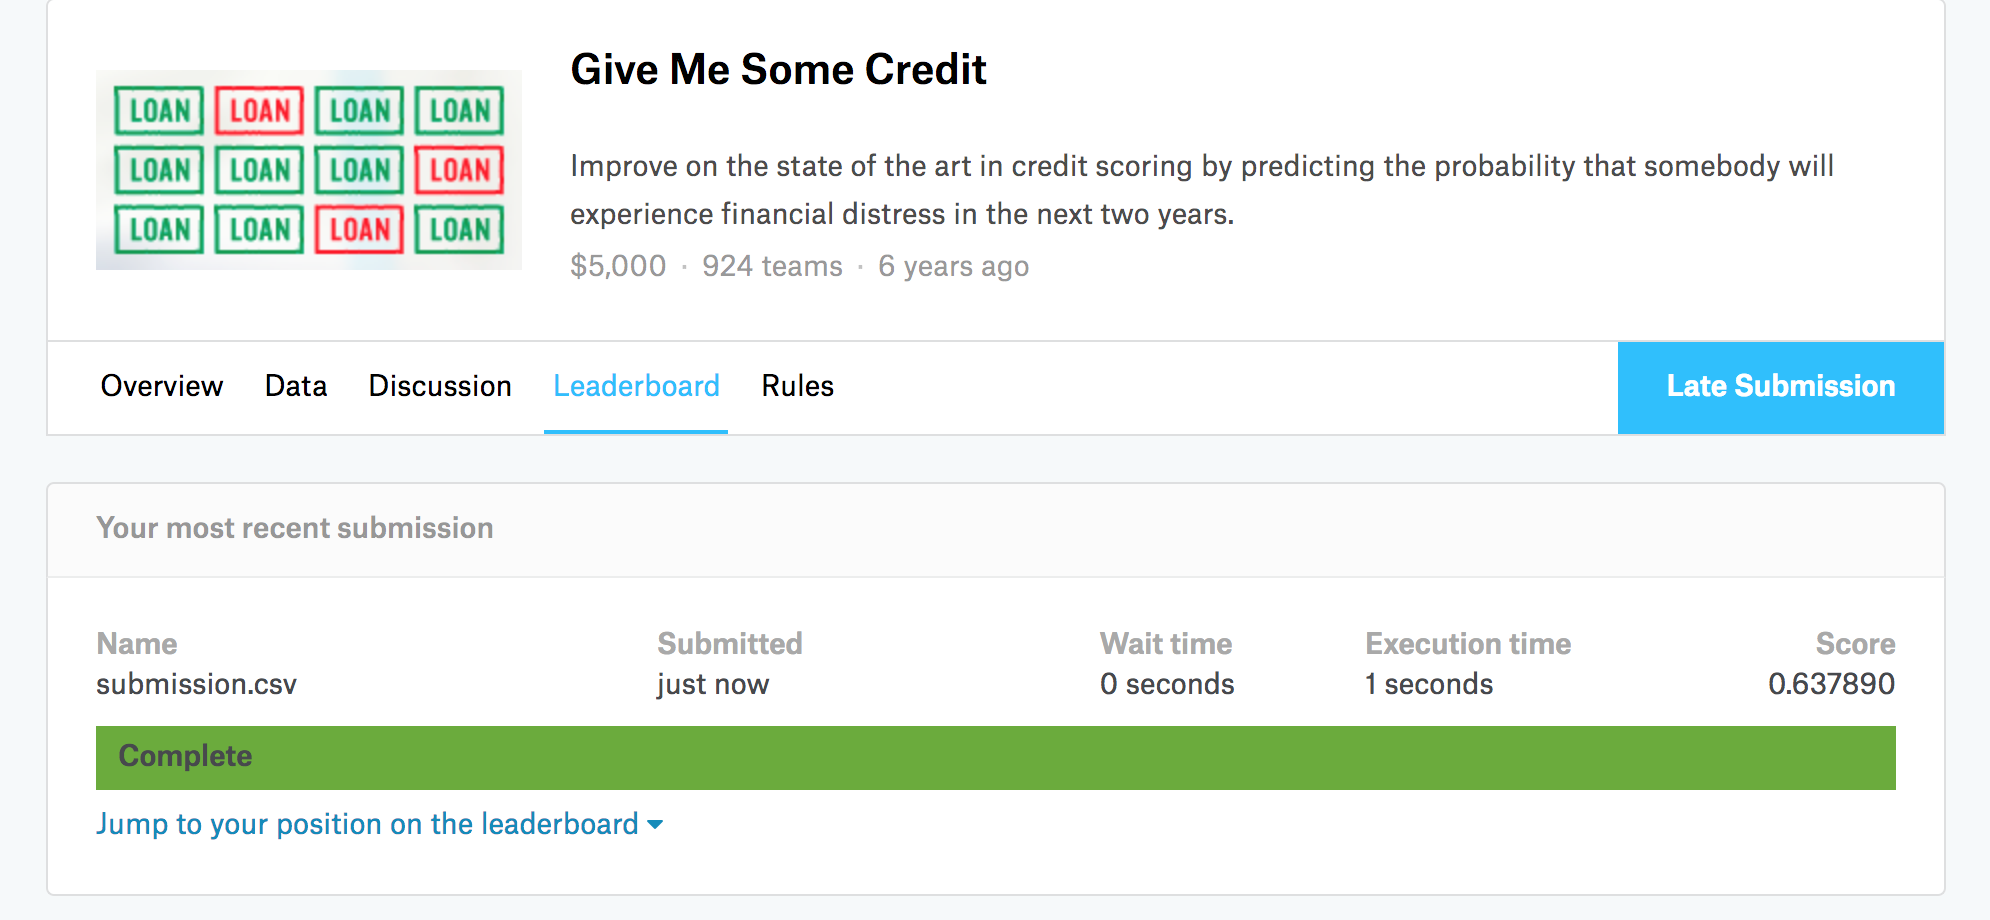 LOAN LOAN LOAN LOAN
LOAN LOAN LOAN LOAN
LOAN LOAN LOAN LOAN
Give Me Some Credit
Improve on the state of the art in credit scoring by predicting the probability that somebody will
experience financial distress in the next two years.
$5,000 · 924 teams · 6 years ago
Overview Data Discussion Leaderboard Rules Late Submission
Your most recent submission
Name Submitted Wait time Execution time Score
submission.csv just now 0 seconds 1 seconds 0.637890
Complete
Jump to your position on the leaderboard